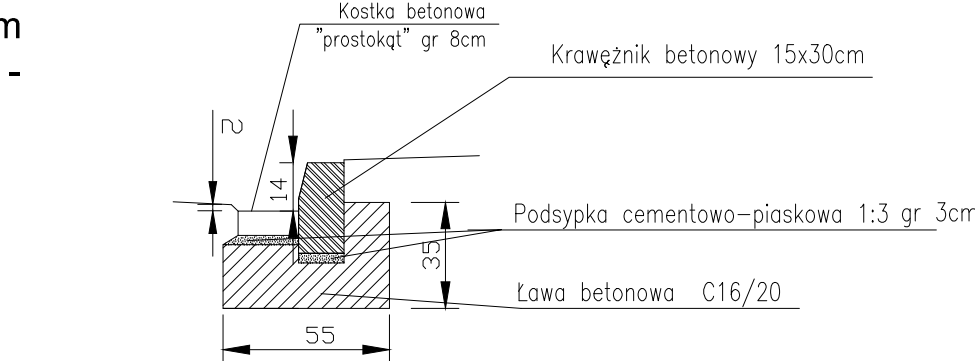 m
-
Kostka betonowa
"prostokąt" gr 8cm
Krawężnik betonowy 15x30cm
2
14
Podsypka cementowo-piaskowa 1:3 gr 3cm
35
Ława betonowa C16/20
55